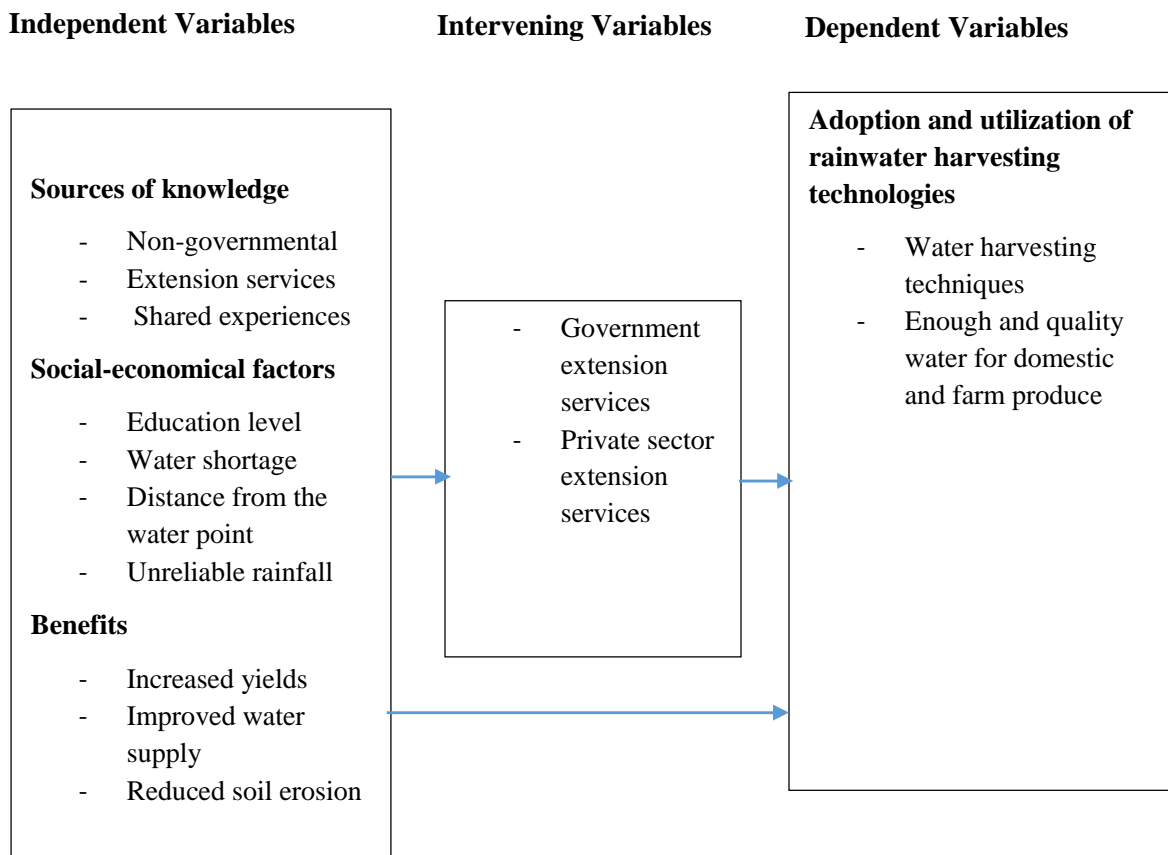 Independent Variables
Intervening Variables
Dependent Variables
Sources of knowledge
- Non-governmental
- Extension services
- Shared experiences
Social-economical factors
- Education level
- Water shortage
- Distance from the
water point
- Unreliable rainfall
Benefits
- Increased yields
- Improved water
supply
- Reduced soil erosion
- Government
extension
services
- Private sector
extension
services
Adoption and utilization of
rainwater harvesting
technologies
- Water harvesting
techniques
- Enough and quality
water for domestic
and farm produce